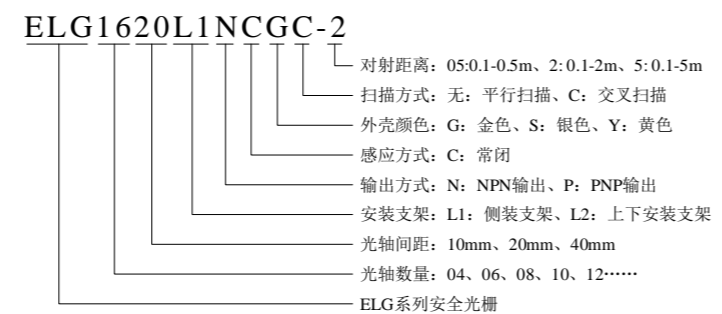 ELG1620L1NCGC-2
对射距离：05:0.1-0.5m、2: 0.1-2m、5: 0.1-5m
扫描方式：无：平行扫描、C：交叉扫描
外壳颜色：G：金色、S：银色、Y：黄色
感应方式：C：常闭
输出方式：N：NPN输出、P：PNP输出
安装支架：L1：侧装支架、L2：上下安装支架
光轴间距：10mm、20mm、40mm
光轴数量：04、06、08、10、12……
ELG系列安全光栅